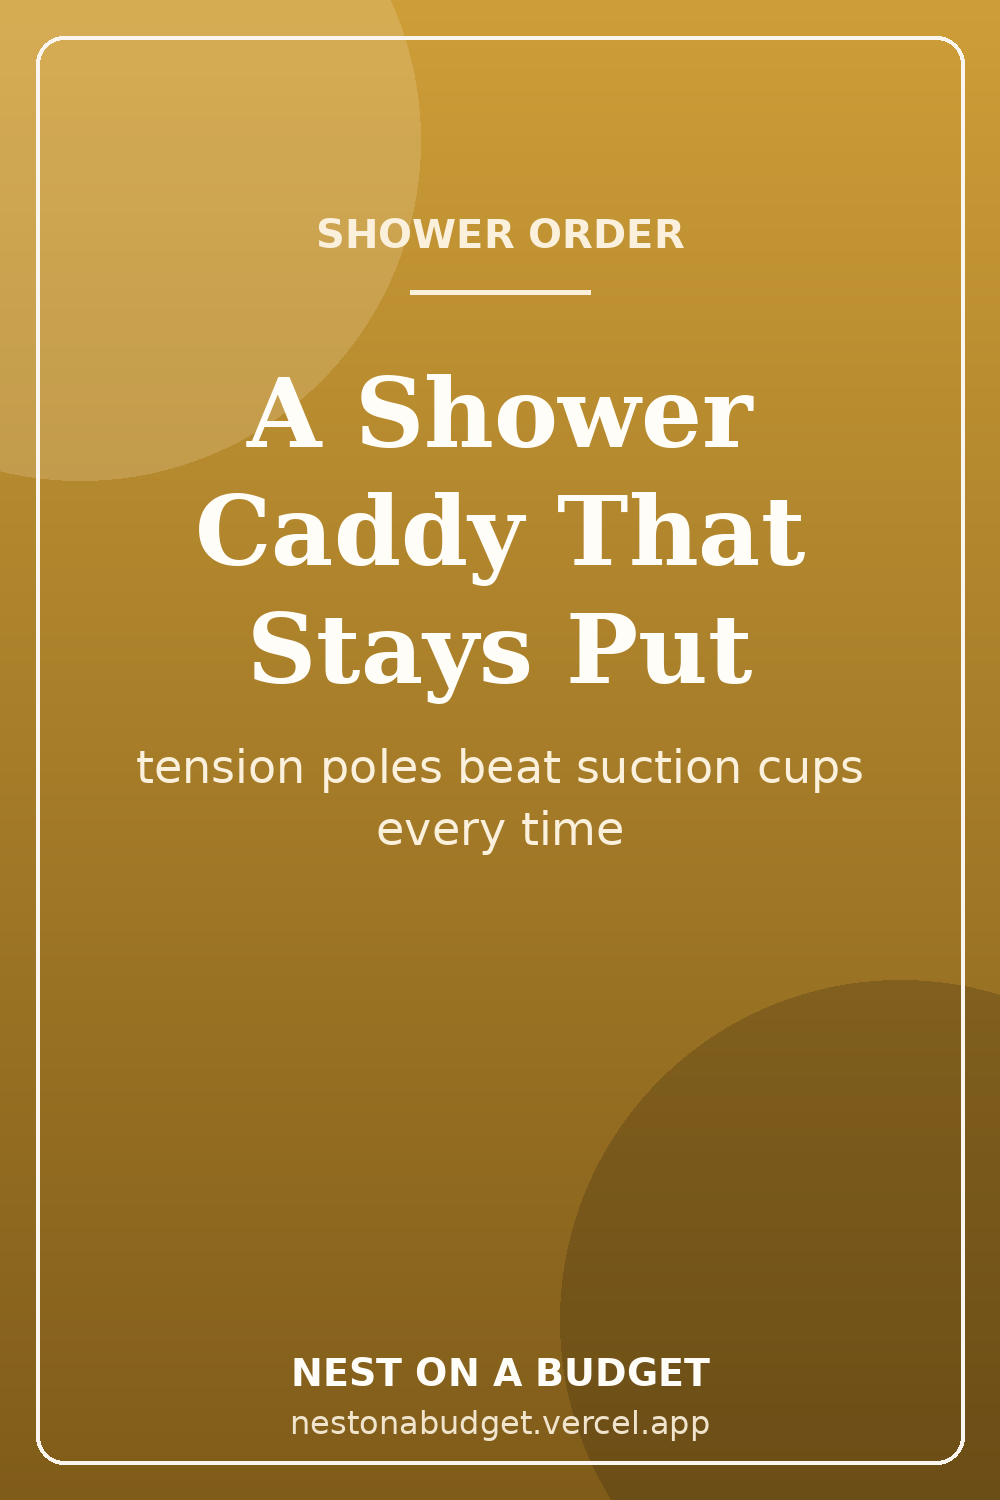 SHOWER ORDER
A Shower
Caddy That
Stays Put
tension poles beat suction cups
every time
NEST ON A BUDGET
nestonabudget.vercel.app